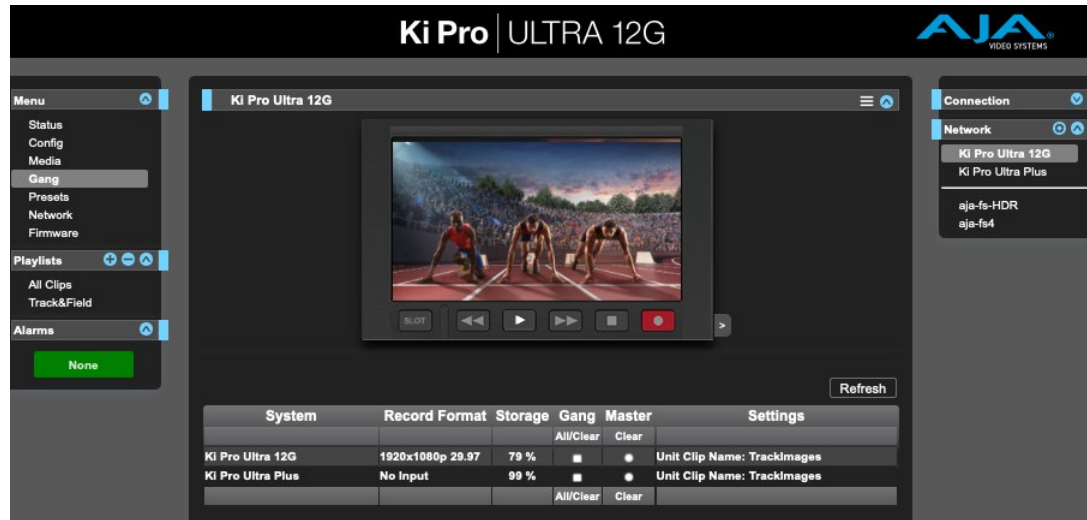 Ki Pro ULTRA 12G
AJA
VIDEO SYSTEMS
Menu
Status
Config
Media
Gang
Presets
Network
Firmware
Playlists
All Clips
Track&Field
Alarms
None
Ki Pro Ultra 12G
SLOT
>
Refresh
System Record Format Storage Gang Master Settings
All/Clear Clear
Ki Pro Ultra 12G 1920x1080p 29.97 79 % Unit Clip Name: TrackImages
Ki Pro Ultra Plus No Input 99 % Unit Clip Name: TrackImages
All/Clear Clear
Connection
Network
Ki Pro Ultra 12G
Ki Pro Ultra Plus
aja-fs-HDR
aja-fs4